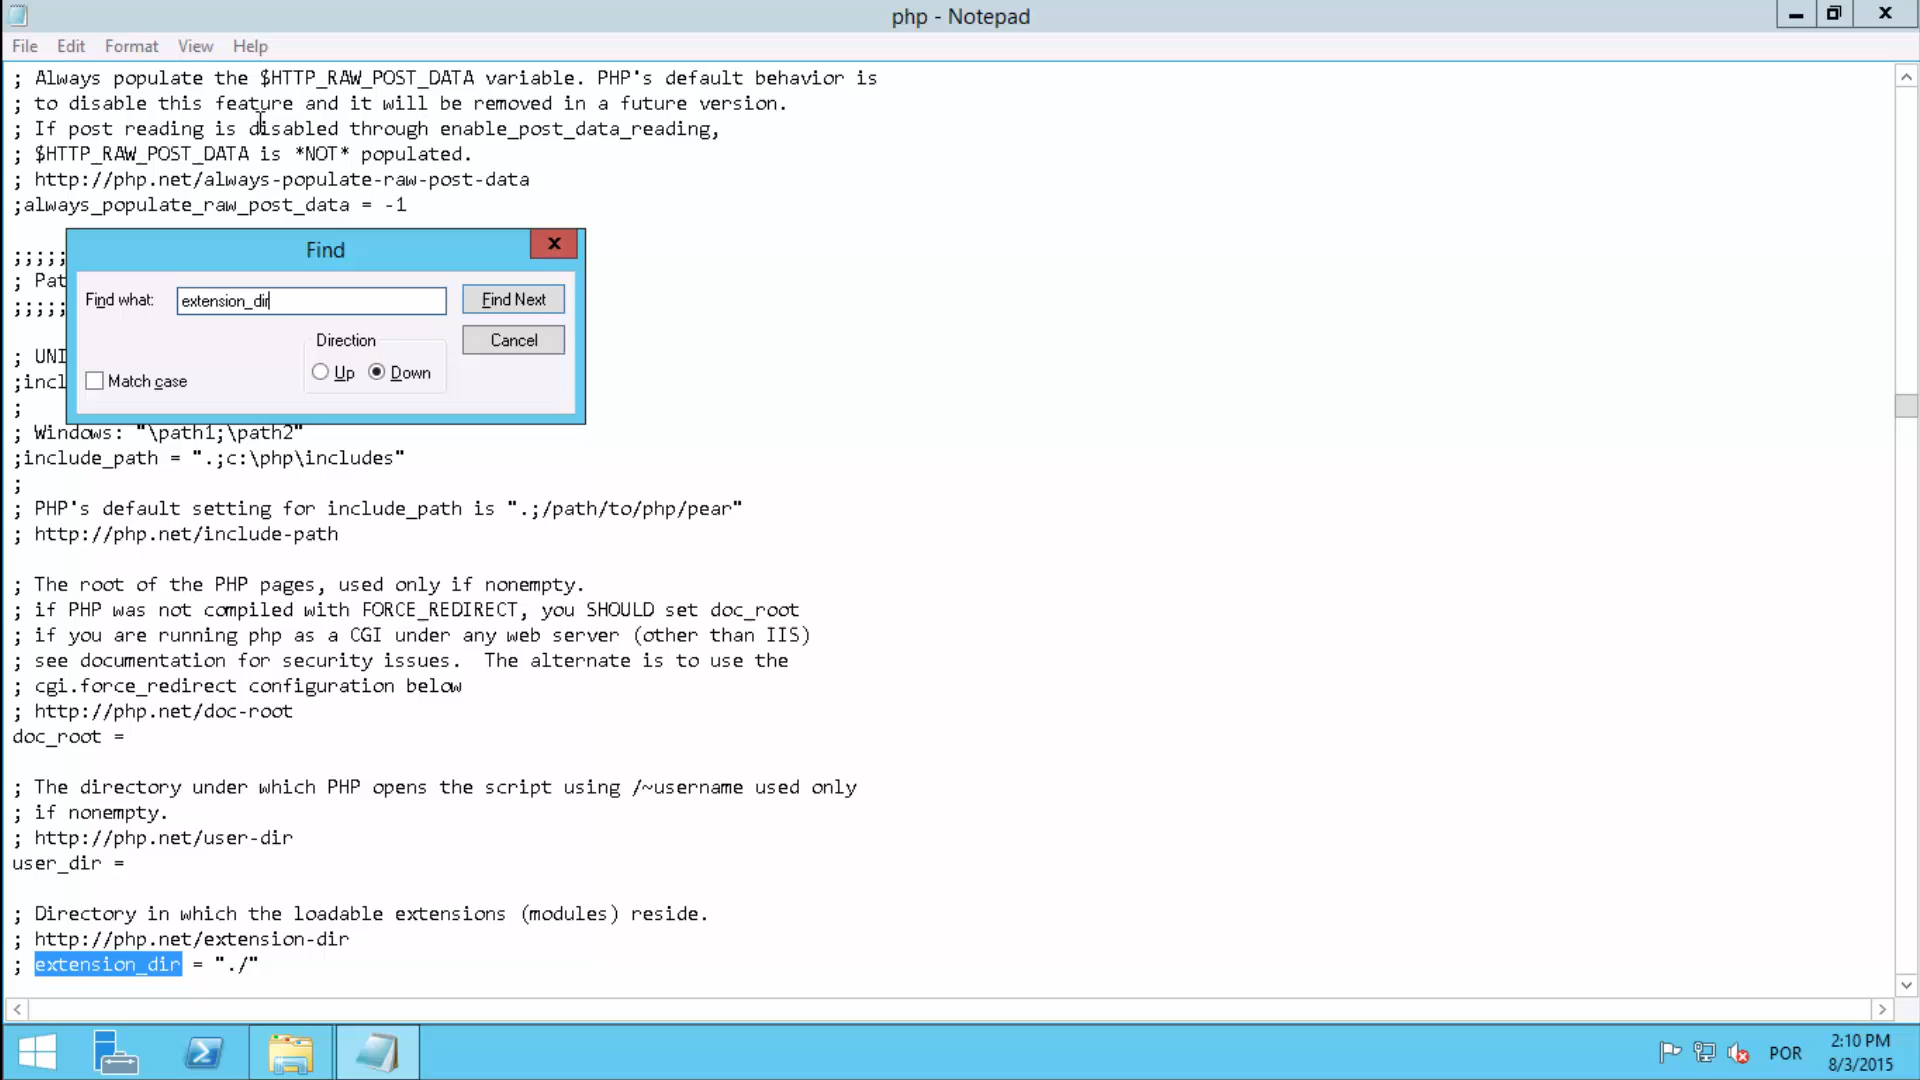 php - Notepad
File Edit Format View Help
; Always populate the $HTTP_RAW_POST_DATA variable. PHP's default behavior is
; to disable this feature and it will be removed in a future version.
; If post reading is disabled through enable_post_data_reading,
; $HTTP_RAW_POST_DATA is *NOT* populated.
; http://php.net/always-populate-raw-post-data
;always_populate_raw_post_data = -1
;;;;;
; Pat
;;;;;
; UNI
;incl
;
Find
Find what: extension_dir Find Next
Direction Cancel
Up Down
Match case
; Windows: "\path1;\path2"
;include_path = ".;c:\php\includes"
;
; PHP's default setting for include_path is ".;/path/to/php/pear"
; http://php.net/include-path
; The root of the PHP pages, used only if nonempty.
; if PHP was not compiled with FORCE_REDIRECT, you SHOULD set doc_root
; if you are running php as a CGI under any web server (other than IIS)
; see documentation for security issues.  The alternate is to use the
; cgi.force_redirect configuration below
; http://php.net/doc-root
doc_root =
; The directory under which PHP opens the script using /~username used only
; if nonempty.
; http://php.net/user-dir
user_dir =
; Directory in which the loadable extensions (modules) reside.
; http://php.net/extension-dir
; extension_dir = "./"
POR
2:10 PM
8/3/2015